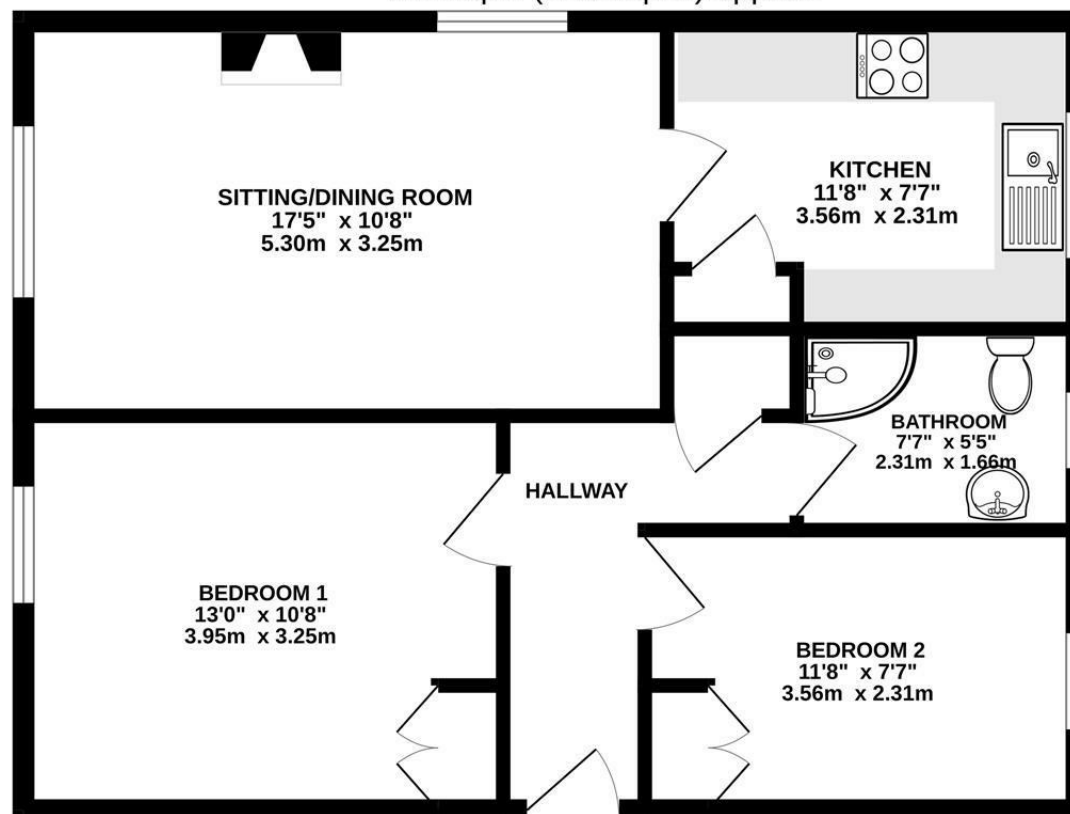 SITTING/DINING ROOM
17'5" x 10'8"
5.30m x 3.25m
KITCHEN
11'8" x 7'7"
3.56m x 2.31m
BATHROOM
7'7" x 5'5"
2.31m x 1.66m
HALLWAY
BEDROOM 1
13'0" x 10'8"
3.95m x 3.25m
BEDROOM 2
11'8" x 7'7"
3.56m x 2.31m